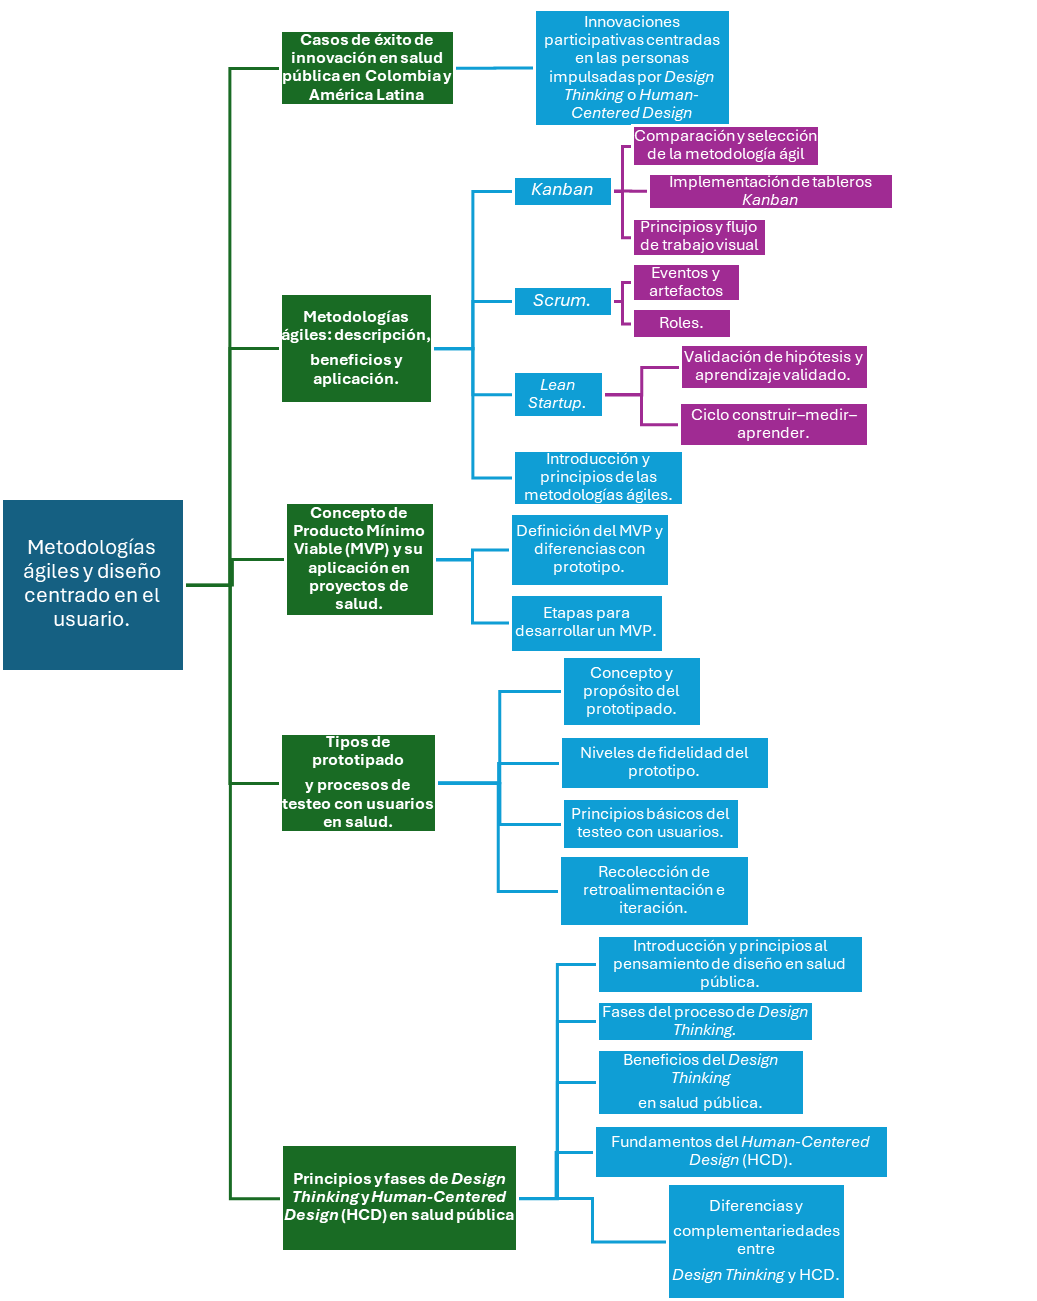 Casos de éxito de
innovación en salud
pública en Colombia y
América Latina
Innovaciones
participativas centradas
en las personas
impulsadas por Design
Thinking o Human-
Centered Design
Comparación y selección
de la metodología ágil
Kanban
Implementación de tableros
Kanban
Principios y flujo
de trabajo visual
Eventos y
artefactos
Scrum.
Roles.
Metodologías
ágiles: descripción,
beneficios y
aplicación.
Validación de hipótesis y
aprendizaje validado.
Lean
Startup.
Ciclo construir–medir–
aprender.
Introducción y
principios de las
metodologías ágiles.
Metodologías
ágiles y diseño
centrado en el
usuario.
Concepto de
Producto Mínimo
Viable (MVP) y su
aplicación en
proyectos de
salud.
Definición del MVP y
diferencias con
prototipo.
Etapas para
desarrollar un MVP.
Tipos de
prototipado
y procesos de
testeo con usuarios
en salud.
Concepto y
propósito del
prototipado.
Niveles de fidelidad del
prototipo.
Principios básicos del
testeo con usuarios.
Recolección de
retroalimentación e
iteración.
Principios y fases de Design
Thinking y Human-Centered
Design (HCD) en salud pública
Introducción y principios al
pensamiento de diseño en salud
pública.
Fases del proceso de Design
Thinking.
Beneficios del Design
Thinking
en salud pública.
Fundamentos del Human-Centered
Design (HCD).
Diferencias y
complementariedades
entre
Design Thinking y HCD.